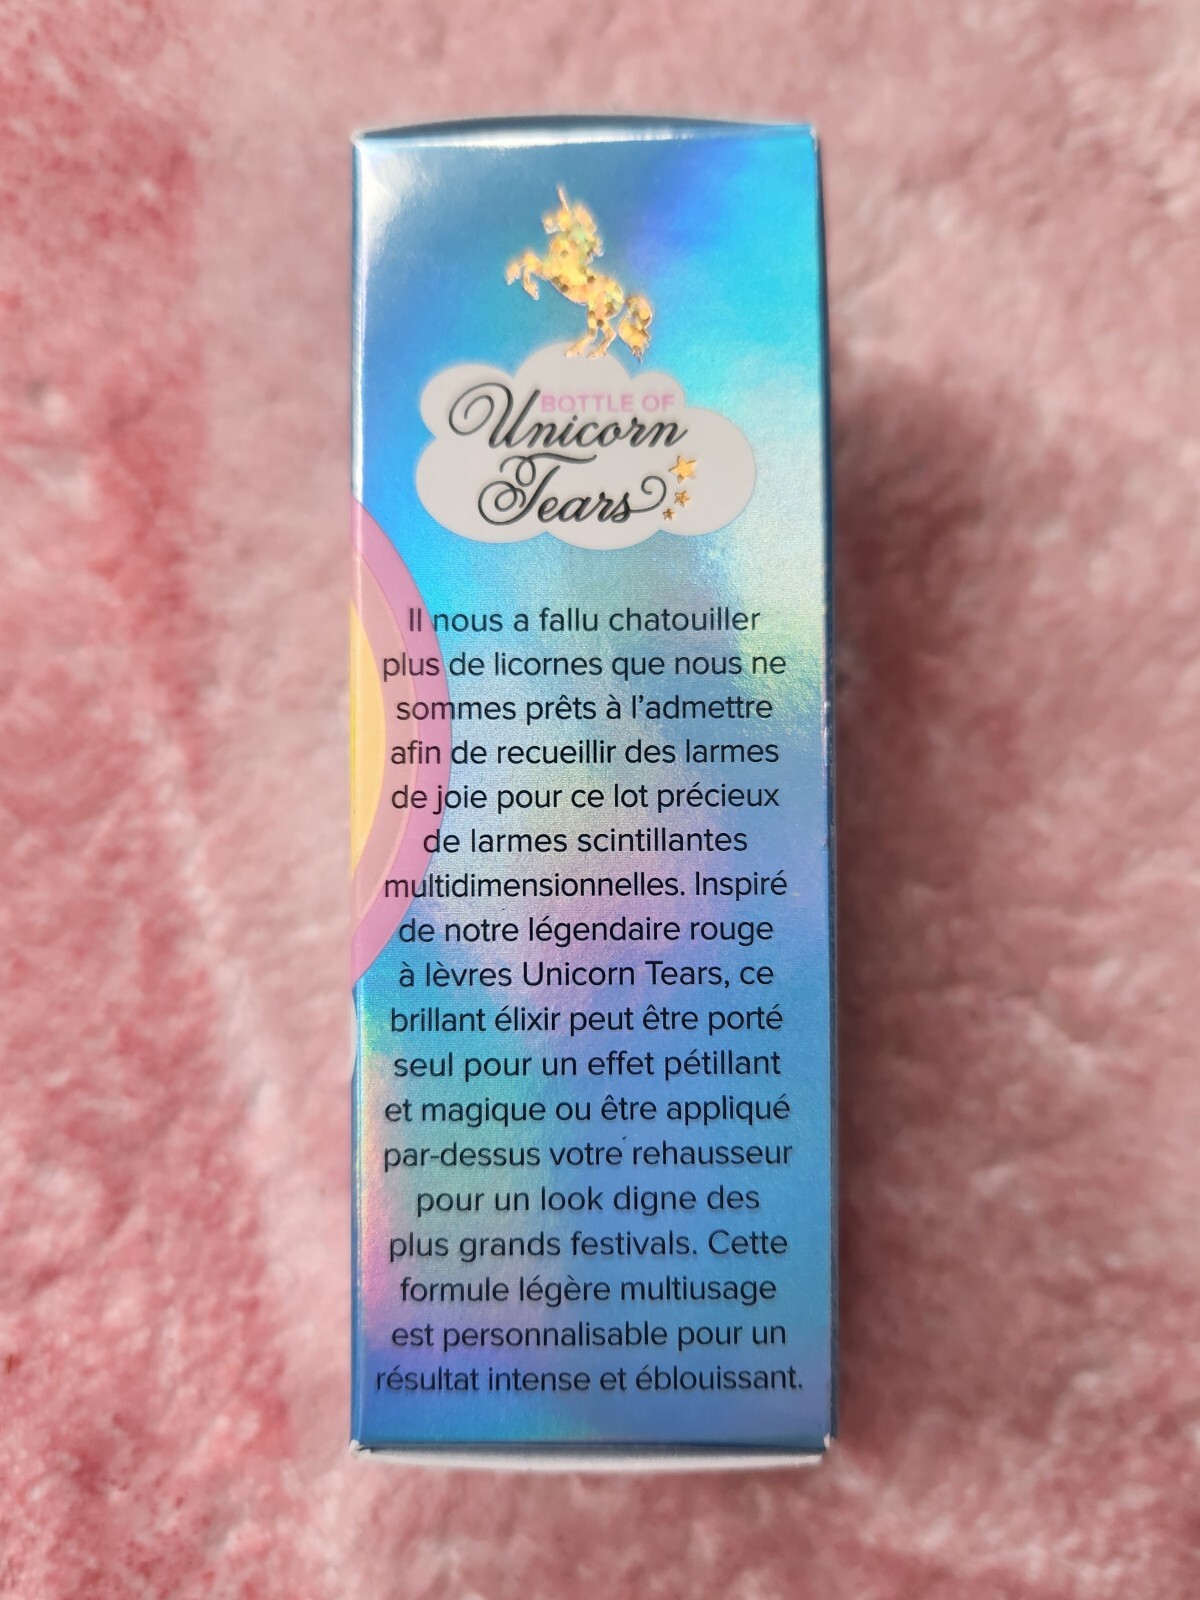 BOTTLE OF
Unicorn
Tears
Il nous a fallu chatouiller
plus de licornes que nous ne
sommes prêts à l’admettre
afin de recueillir des larmes
de joie pour ce lot précieux
de larmes scintillantes
multidimensionnelles. Inspiré
de notre légendaire rouge
à lèvres Unicorn Tears, ce
brillant élixir peut être porté
seul pour un effet pétillant
et magique ou être appliqué
par-dessus votre rehausseur
pour un look digne des
plus grands festivals. Cette
formule légère multiusage
est personnalisable pour un
résultat intense et éblouissant.